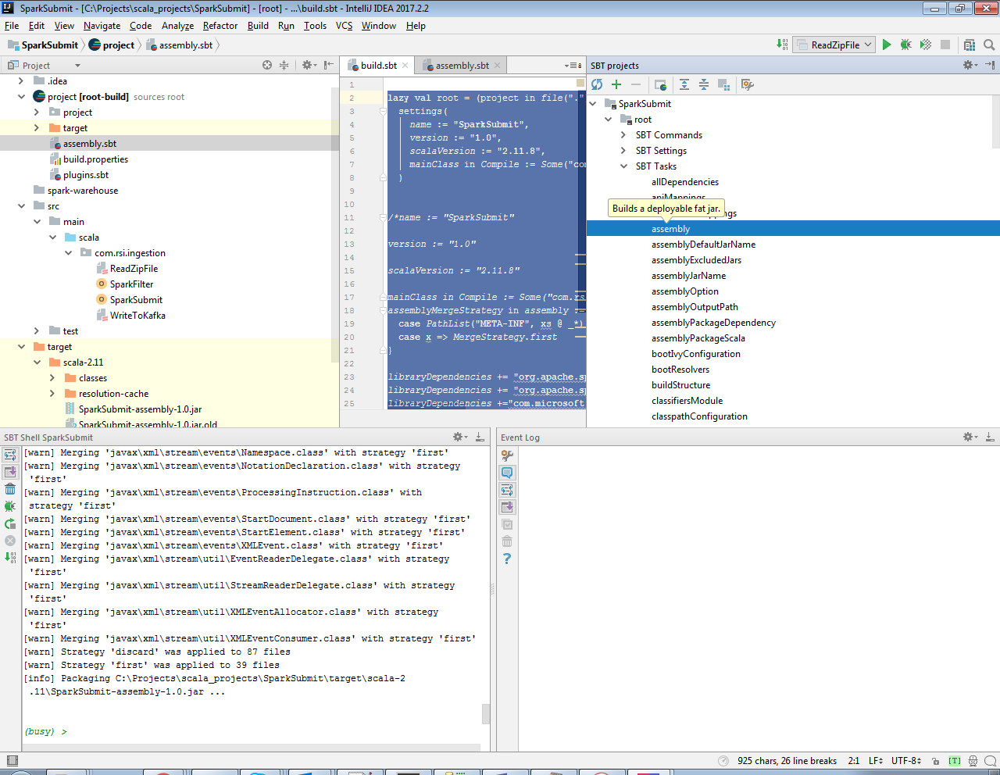 SparkSubmit - [C:\Projects\scala_projects\SparkSubmit] - [root] - ...\build.sbt - IntelliJ IDEA 2017.2.2
File Edit View Navigate Code Analyze Refactor Build Run Tools VCS Window Help
SparkSubmit project assembly.sbt
ReadZipFile
Project
.idea
project [root-build] sources root
project
target
assembly.sbt
build.properties
plugins.sbt
spark-warehouse
src
main
scala
com.rsi.ingestion
ReadZipFile
SparkFilter
SparkSubmit
WriteToKafka
test
target
scala-2.11
classes
resolution-cache
SparkSubmit-assembly-1.0.jar
SparkSubmit-assembly-1.0.jar.old
build.sbt assembly.sbt
1
2 lazy val root = (project in file("."
3 settings(
4 name := "SparkSubmit",
5 version := "1.0",
6 scalaVersion := "2.11.8",
7 mainClass in Compile := Some("com
8 )
9
10
11 /*name := "SparkSubmit"
12
13 version := "1.0"
14
15 scalaVersion := "2.11.8"
16
17 mainClass in Compile := Some("com.rs
18 assemblyMergeStrategy in assembly :=
19 case PathList("META-INF", xs @ _*)
20 case x => MergeStrategy.first
21 }
22
23 libraryDependencies += "org.apache.sp
24 libraryDependencies += "org.apache.sp
25 libraryDependencies +="com.microsoft
SBT projects
SparkSubmit
root
SBT Commands
SBT Settings
SBT Tasks
allDependencies
apiMappings
Builds a deployable fat jar.
assembly
assemblyDefaultJarName
assemblyExcludedJars
assemblyJarName
assemblyOption
assemblyOutputPath
assemblyPackageDependency
assemblyPackageScala
bootIvyConfiguration
bootResolvers
buildStructure
classifiersModule
classpathConfiguration
SBT Shell SparkSubmit
[warn] Merging 'javax\xml\stream\events\Namespace.class' with strategy 'first'
[warn] Merging 'javax\xml\stream\events\NotationDeclaration.class' with strategy
'first'
[warn] Merging 'javax\xml\stream\events\ProcessingInstruction.class' with
strategy 'first'
[warn] Merging 'javax\xml\stream\events\StartDocument.class' with strategy 'first'
[warn] Merging 'javax\xml\stream\events\StartElement.class' with strategy 'first'
[warn] Merging 'javax\xml\stream\events\XMLEvent.class' with strategy 'first'
[warn] Merging 'javax\xml\stream\util\EventReaderDelegate.class' with strategy
'first'
[warn] Merging 'javax\xml\stream\util\StreamReaderDelegate.class' with strategy
'first'
[warn] Merging 'javax\xml\stream\util\XMLEventAllocator.class' with strategy
'first'
[warn] Merging 'javax\xml\stream\util\XMLEventConsumer.class' with strategy 'first'
[warn] Strategy 'discard' was applied to 87 files
[warn] Strategy 'first' was applied to 39 files
[info] Packaging C:\Projects\scala_projects\SparkSubmit\target\scala-2
.11\SparkSubmit-assembly-1.0.jar ...
(busy) >
Event Log
925 chars, 26 line breaks 2:1 LF UTF-8 [T]